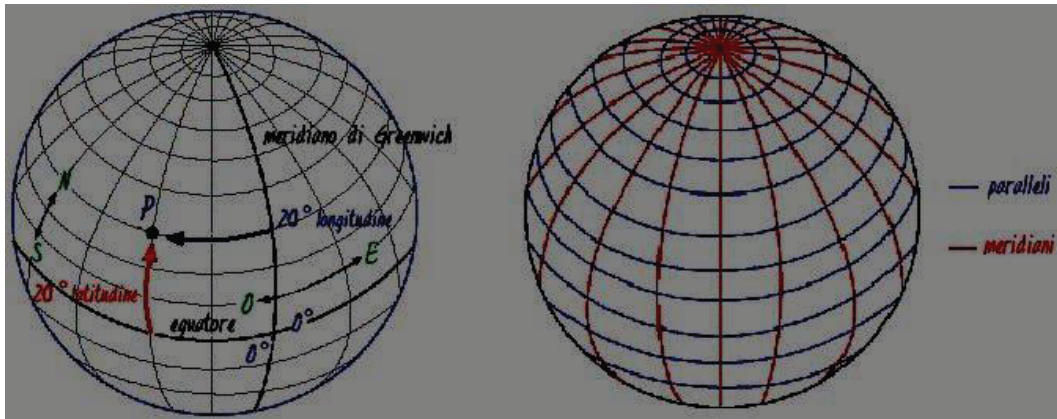 meridiano di Greenwich
N
P
20° longitudine
S
E
20° latitudine
O
equatore
0°
0°
paralleli
meridiani